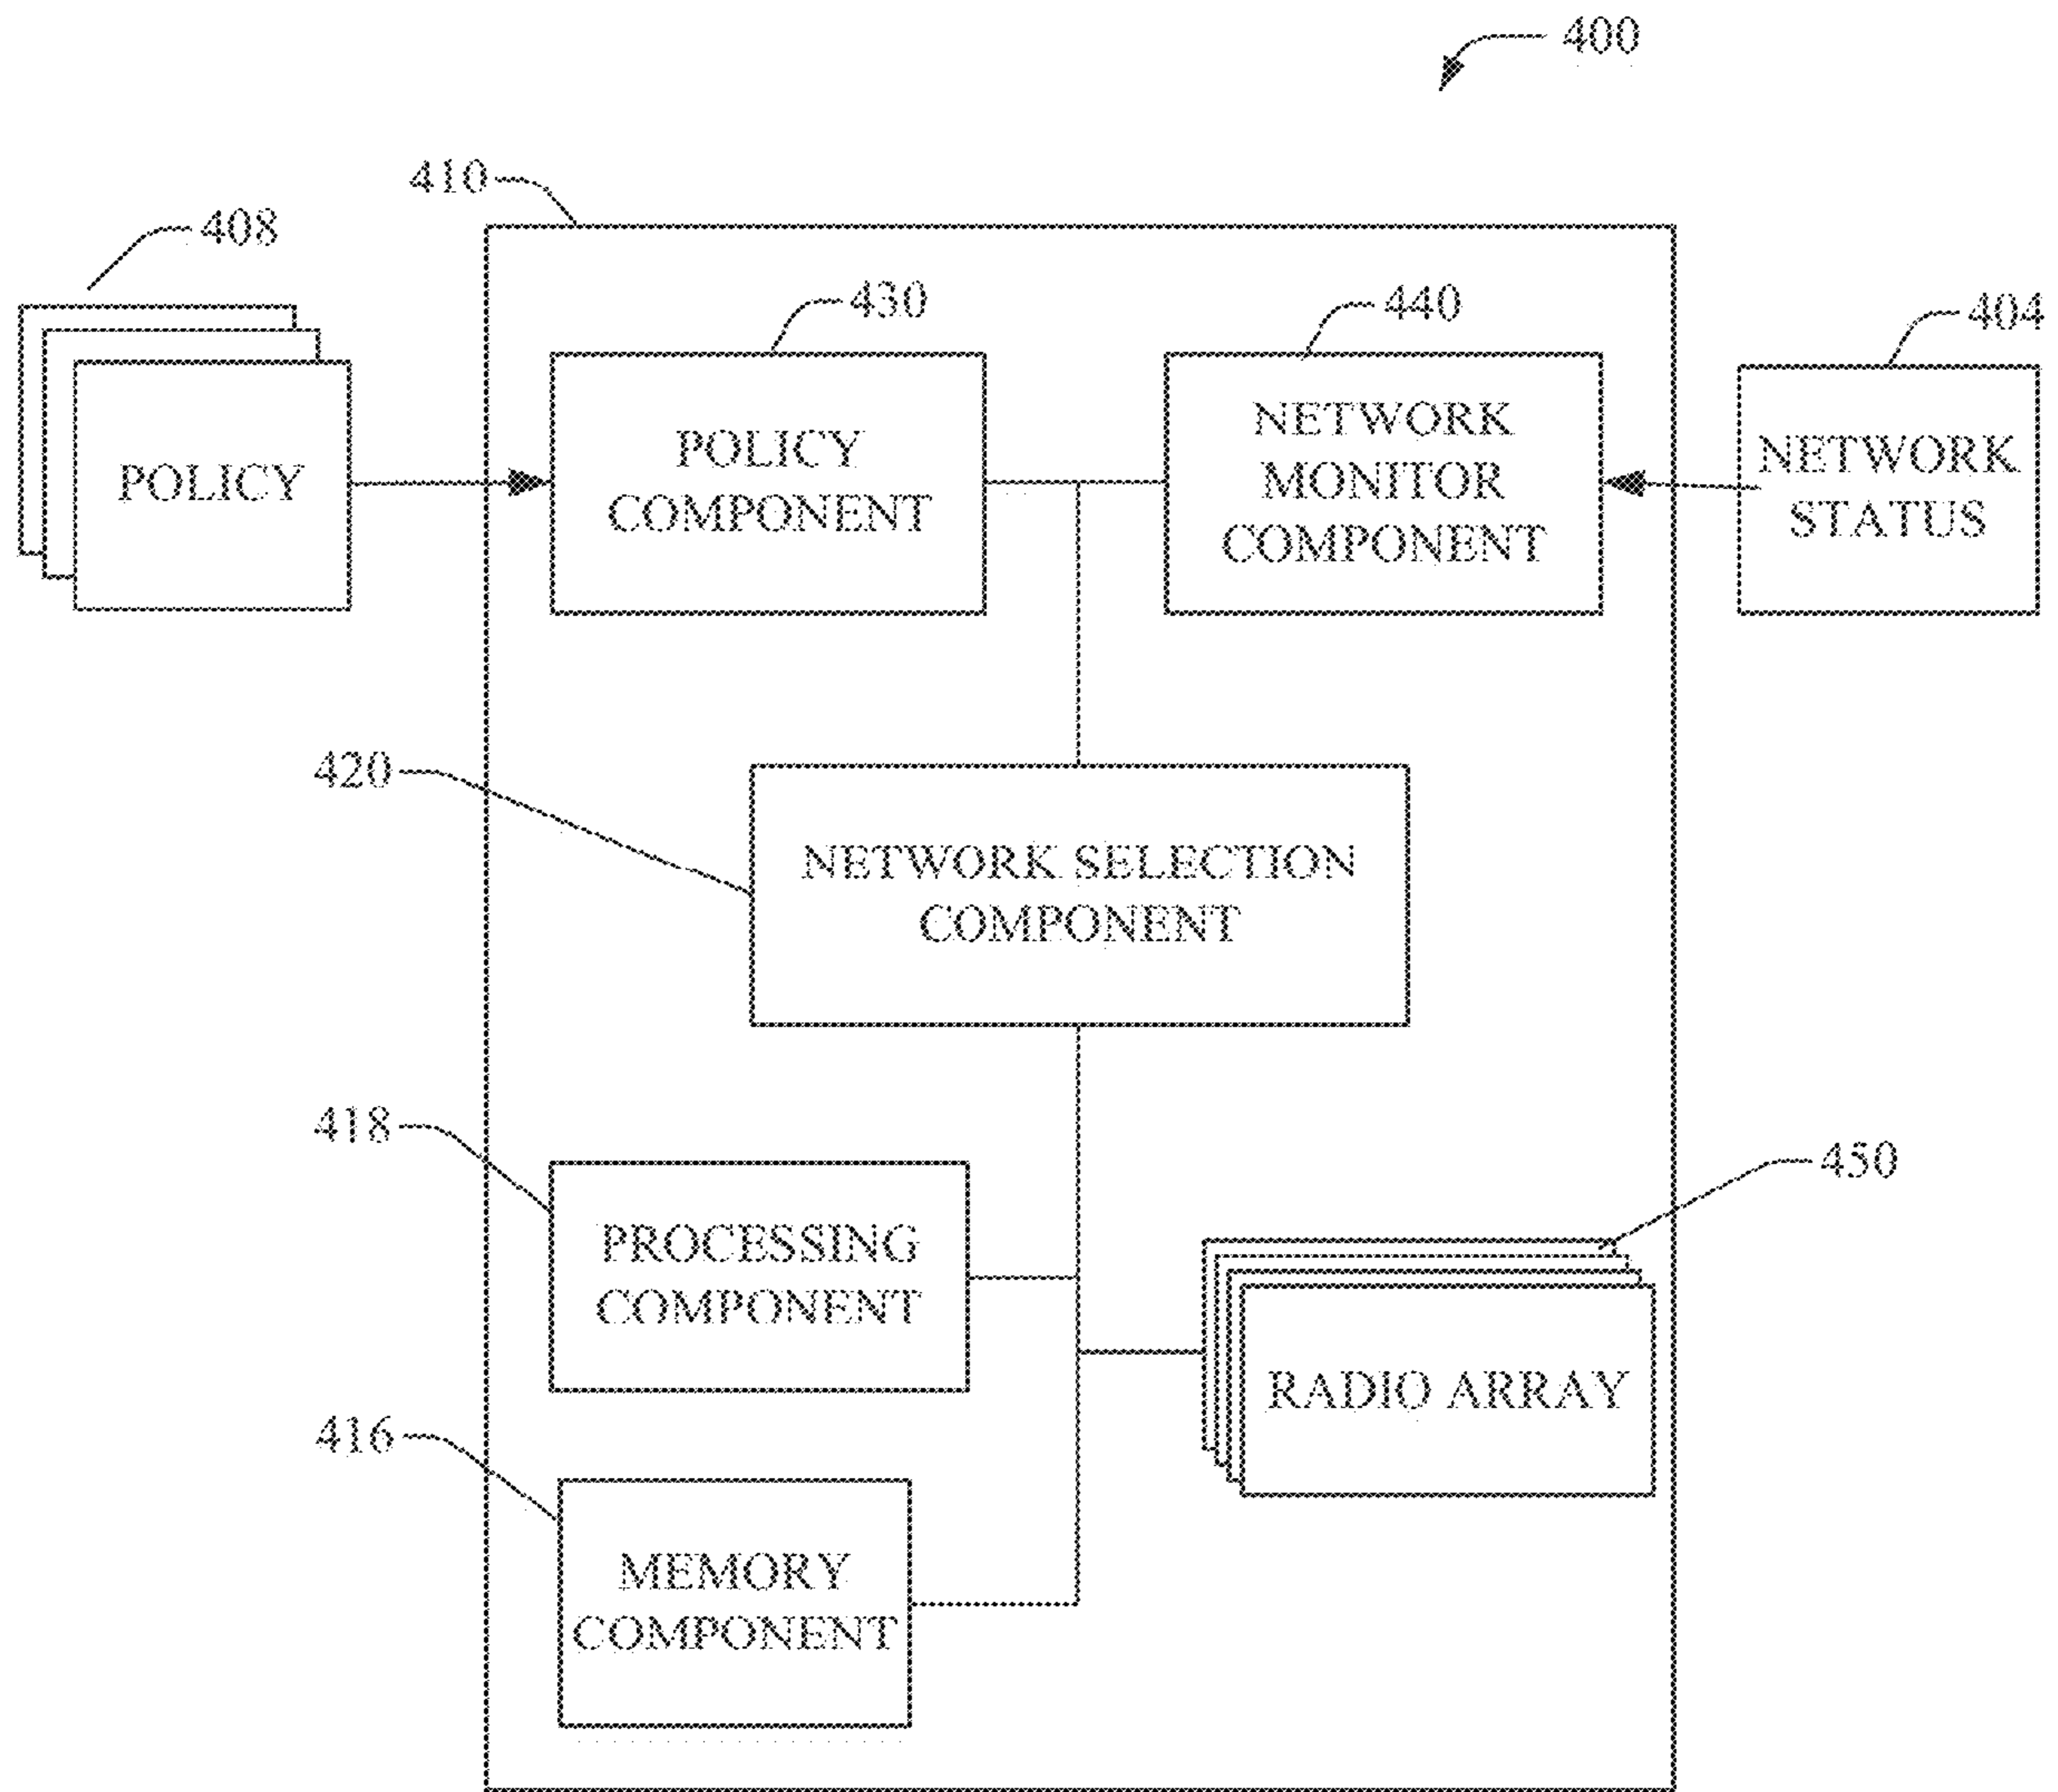 400
410
408
430
440
404
POLICY
POLICY
COMPONENT
NETWORK
MONITOR
COMPONENT
NETWORK
STATUS
420
NETWORK SELECTION
COMPONENT
418
450
PROCESSING
COMPONENT
RADIO ARRAY
416
MEMORY
COMPONENT